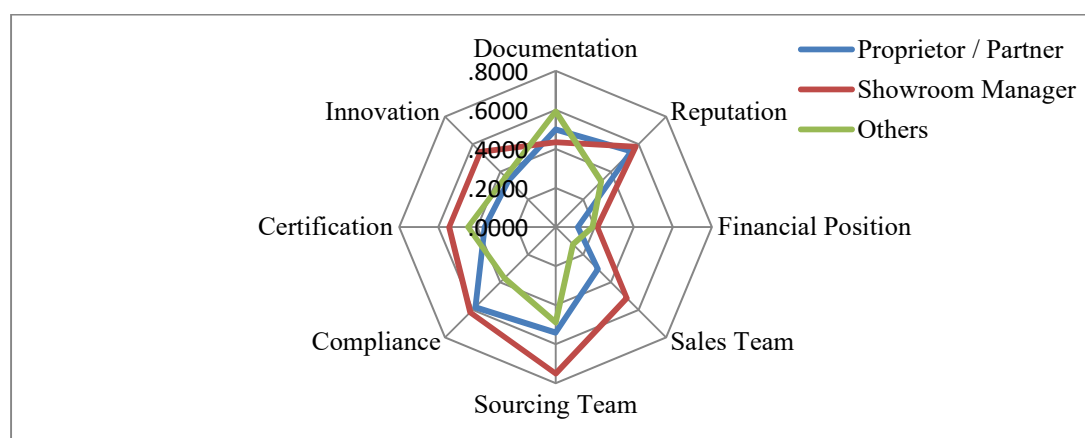 Documentation
.8000
.6000
.4000
.2000
.0000
Reputation
Financial Position
Sales Team
Sourcing Team
Compliance
Certification
Innovation
Proprietor / Partner
Showroom Manager
Others